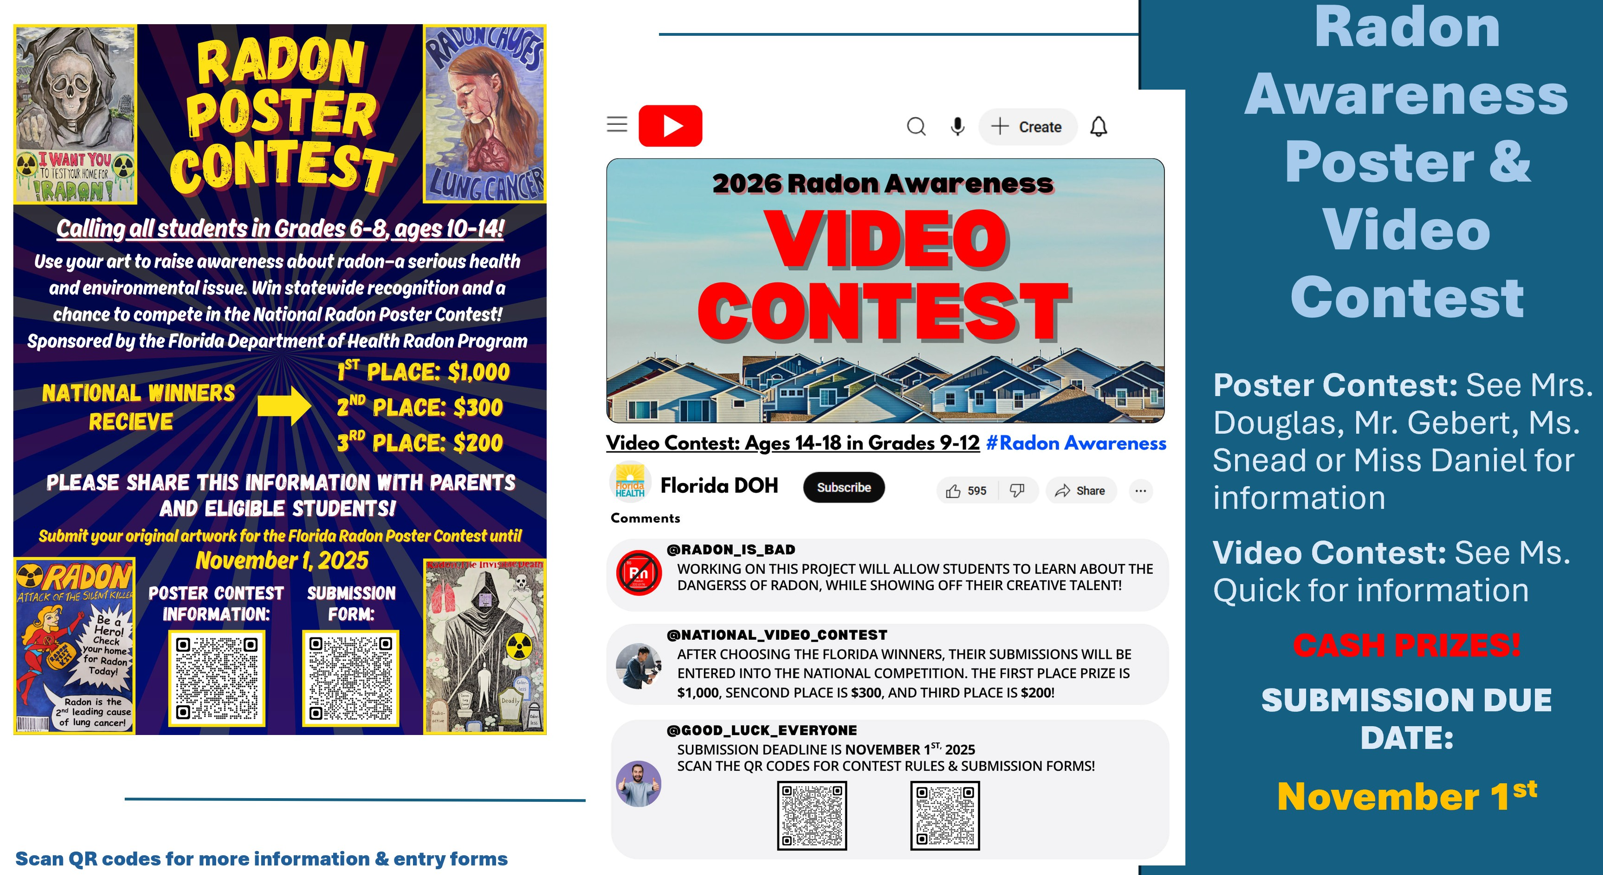 RADON
POSTER
CONTEST
I WANT YOU
TO TEST YOUR HOME FOR
!RADON!
RADON CAUSES
LUNG CANCER
Calling all students in Grades 6-8, ages 10-14!
Use your art to raise awareness about radon–a serious health
and environmental issue. Win statewide recognition and a
chance to compete in the National Radon Poster Contest!
Sponsored by the Florida Department of Health Radon Program
NATIONAL WINNERS
RECIEVE
1ST PLACE: $1,000
2ND PLACE: $300
3RD PLACE: $200
PLEASE SHARE THIS INFORMATION WITH PARENTS
AND ELIGIBLE STUDENTS!
Submit your original artwork for the Florida Radon Poster Contest until
November 1, 2025
POSTER CONTEST
INFORMATION:
SUBMISSION
FORM:
RADON
ATTACK OF THE SILENT KILLER
Be a
Hero!
Check
your home
for Radon
Today!
Radon is the
2nd leading cause
of lung cancer!
Invisible Death
Deadly
Scan QR codes for more information & entry forms
Create
2026 Radon Awareness
VIDEO
CONTEST
Video Contest: Ages 14-18 in Grades 9-12 #Radon Awareness
Florida
HEALTH
Florida DOH
Subscribe
595
Share
Comments
Rn
@RADON_IS_BAD
WORKING ON THIS PROJECT WILL ALLOW STUDENTS TO LEARN ABOUT THE
DANGERSS OF RADON, WHILE SHOWING OFF THEIR CREATIVE TALENT!
@NATIONAL_VIDEO_CONTEST
AFTER CHOOSING THE FLORIDA WINNERS, THEIR SUBMISSIONS WILL BE
ENTERED INTO THE NATIONAL COMPETITION. THE FIRST PLACE PRIZE IS
$1,000, SENCOND PLACE IS $300, AND THIRD PLACE IS $200!
@GOOD_LUCK_EVERYONE
SUBMISSION DEADLINE IS NOVEMBER 1ST, 2025
SCAN THE QR CODES FOR CONTEST RULES & SUBMISSION FORMS!
Radon
Awareness
Poster &
Video
Contest
Poster Contest: See Mrs.
Douglas, Mr. Gebert, Ms.
Snead or Miss Daniel for
information
Video Contest: See Ms.
Quick for information
CASH PRIZES!
SUBMISSION DUE
DATE:
November 1st